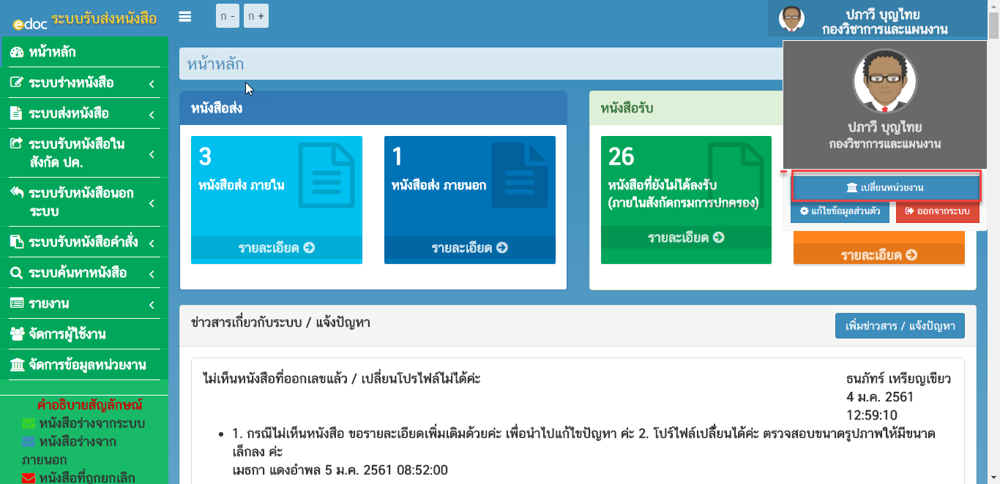 edoc ระบบรับส่งหนังสือ
ก -
ก +
ปภาวี บุญไทย
กองวิชาการและแผนงาน
หน้าหลัก
ระบบร่างหนังสือ
ระบบส่งหนังสือ
ระบบรับหนังสือใน
สังกัด ปค.
ระบบรับหนังสือนอก
ระบบ
ระบบรับหนังสือคำสั่ง
ระบบค้นหาหนังสือ
รายงาน
จัดการผู้ใช้งาน
จัดการข้อมูลหน่วยงาน
คำอธิบายสัญลักษณ์
หนังสือร่างจากระบบ
หนังสือร่างจาก
ภายนอก
หนังสือที่ถูกยกเลิก
หน้าหลัก
หนังสือส่ง
3
หนังสือส่ง ภายใน
รายละเอียด
1
หนังสือส่ง ภายนอก
รายละเอียด
หนังสือรับ
26
หนังสือที่ยังไม่ได้ลงรับ
(ภายในสังกัดกรมการปกครอง)
รายละเอียด
รายละเอียด
ปภาวี บุญไทย
กองวิชาการและแผนงาน
เปลี่ยนหน่วยงาน
แก้ไขข้อมูลส่วนตัว
ออกจากระบบ
ข่าวสารเกี่ยวกับระบบ / แจ้งปัญหา
เพิ่มข่าวสาร / แจ้งปัญหา
ไม่เห็นหนังสือที่ออกเลขแล้ว / เปลี่ยนโปรไฟล์ไม่ได้ค่ะ
ธนภัทร์ เหรียญเขียว
4 ม.ค. 2561
12:59:10
• 1. กรณีไม่เห็นหนังสือ ขอรายละเอียดเพิ่มเติมด้วยค่ะ เพื่อนำไปแก้ไขปัญหา ค่ะ 2. โปร์ไฟล์เปลี่ยนได้ค่ะ ตรวจสอบขนาดรูปภาพให้มีขนาด
เล็กลง ค่ะ
เมธกา แดงอำพล 5 ม.ค. 2561 08:52:00